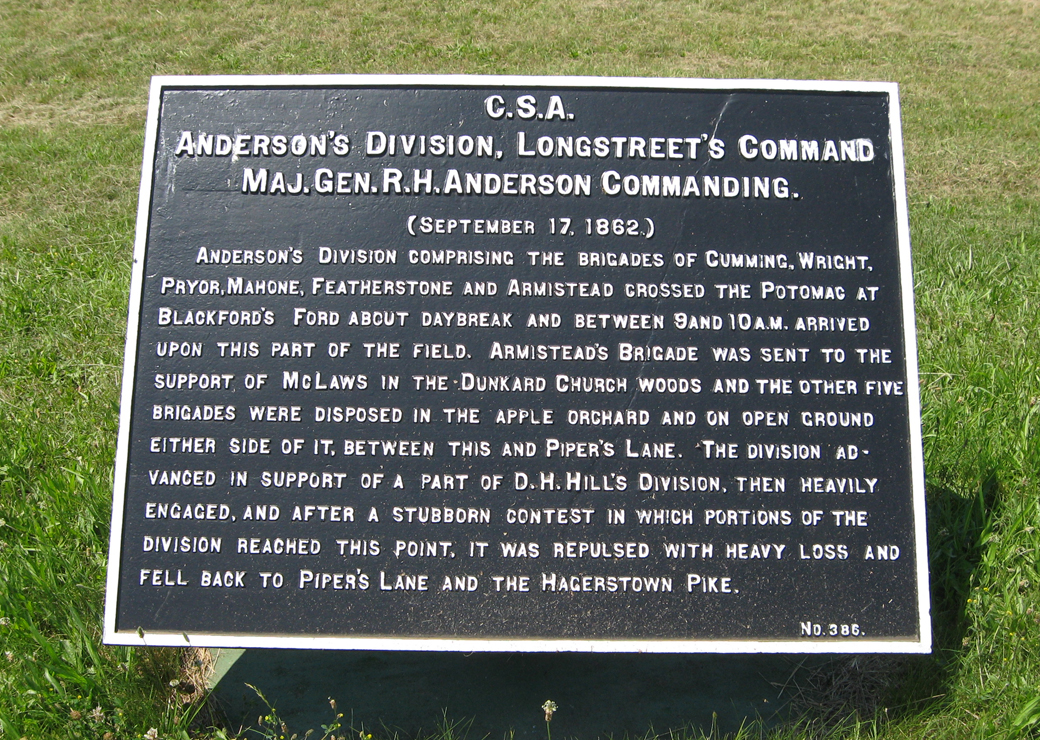 C.S.A.
ANDERSON'S DIVISION, LONGSTREET'S COMMAND
MAJ. GEN. R. H. ANDERSON COMMANDING.
(SEPTEMBER 17, 1862.)
ANDERSON'S DIVISION COMPRISING THE BRIGADES OF CUMMING, WRIGHT,
PRYOR, MAHONE, FEATHERSTONE AND ARMISTEAD CROSSED THE POTOMAC AT
BLACKFORD'S FORD ABOUT DAYBREAK AND BETWEEN 9 AND 10 A.M. ARRIVED
UPON THIS PART OF THE FIELD. ARMISTEAD'S BRIGADE WAS SENT TO THE
SUPPORT OF MCLAWS IN THE DUNKARD CHURCH WOODS AND THE OTHER FIVE
BRIGADES WERE DISPOSED IN THE APPLE ORCHARD AND ON OPEN GROUND
EITHER SIDE OF IT, BETWEEN THIS AND PIPER'S LANE. THE DIVISION AD-
VANCED IN SUPPORT OF A PART OF D. H. HILL'S DIVISION, THEN HEAVILY
ENGAGED, AND AFTER A STUBBORN CONTEST IN WHICH PORTIONS OF THE
DIVISION REACHED THIS POINT, IT WAS REPULSED WITH HEAVY LOSS AND
FELL BACK TO PIPER'S LANE AND THE HAGERSTOWN PIKE.
NO. 386.